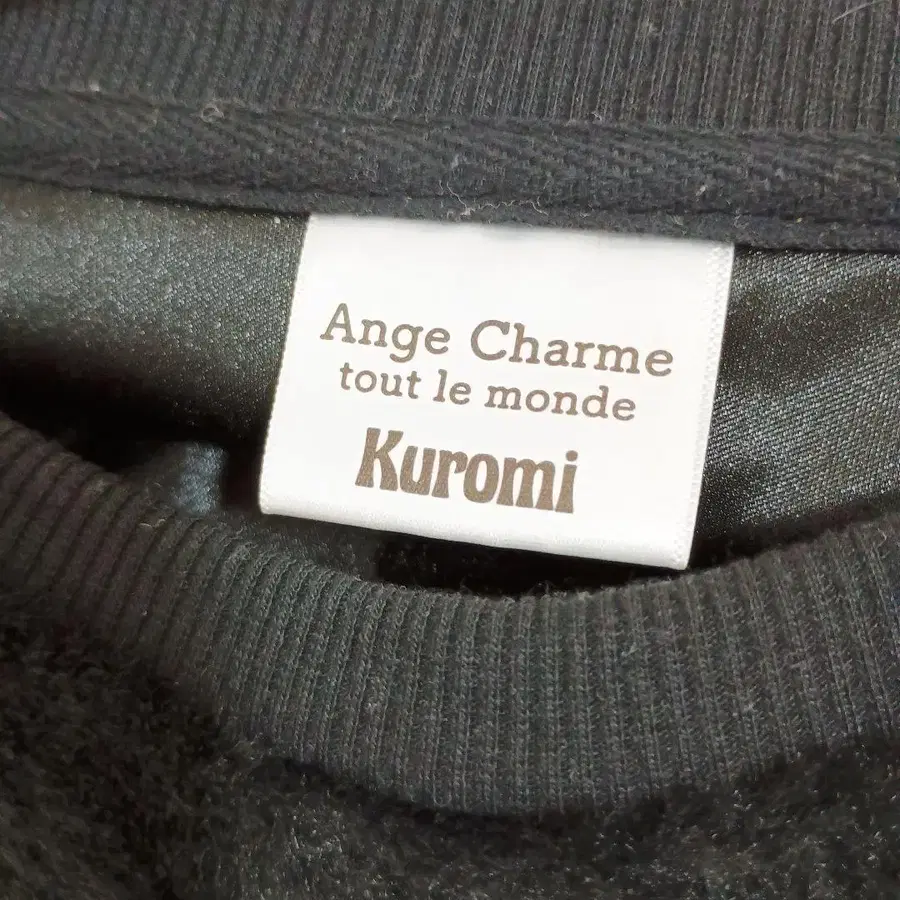 Ange Charme
tout le monde
Kuromi